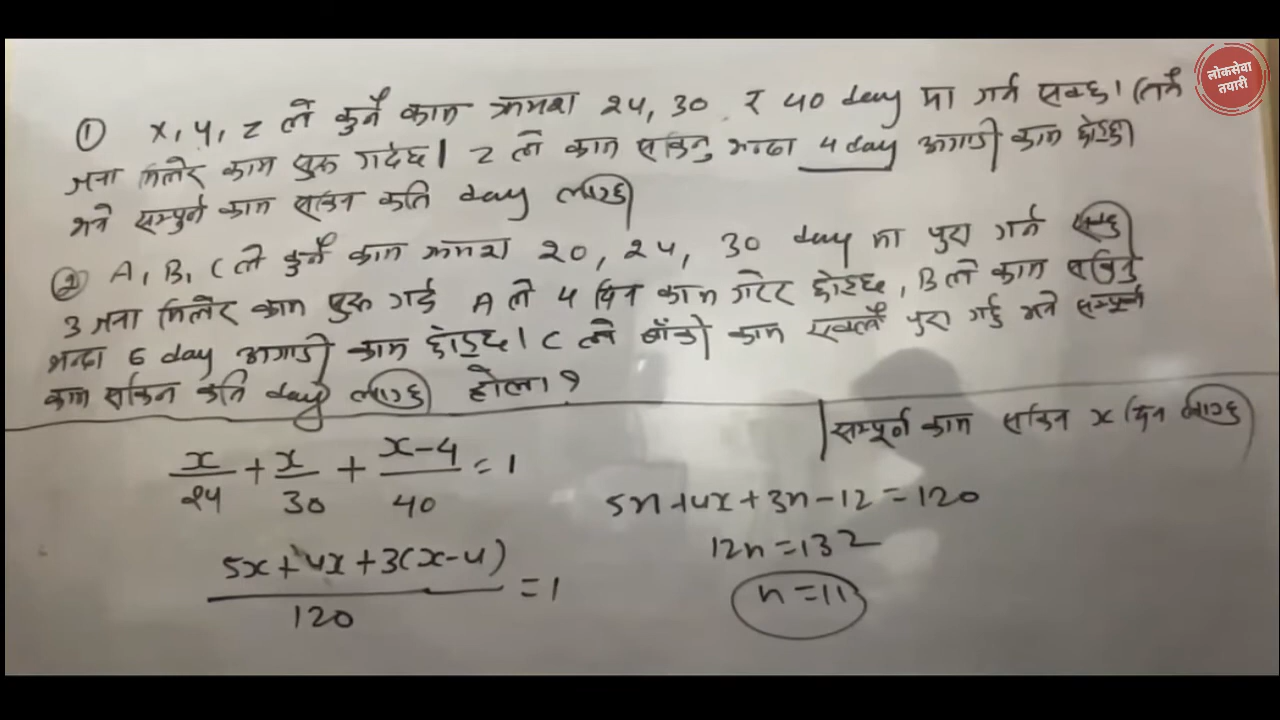 लोकसेवा
तयारी
① x, y, z ले कुनै काम क्रमश 24, 30 र 40 day मा गर्न सक्छ। तिनै
जना मिलेर काम सुरु गर्दछ। z ले काम सकिनु भन्दा 4 day अगाडी काम छोड्छ
भने सम्पुर्ण काम सकिन कति day लाग्छ
② A, B, C ले कुनै काम क्रमश 20, 24, 30 day मा पुरा गर्न सक्छ
3 जना मिलेर काम सुरु गर्दा A ले 4 दिन काम गरेर छोड्छ, B ले काम सकिनु
भन्दा 6 day अगाडी काम छोड्छ। C ले बाँकी काम एक्लै पुरा गर्छ भने सम्पूर्ण
काम सकिन कति day लाग्छ होला ?
सम्पूर्ण काम सकिन x दिन लाग्छ
x/24 + x/30 + x-4/40 = 1
5x + 4x + 3(x-4)/120 = 1
5x + 4x + 3x - 12 = 120
12x = 132
x = 11